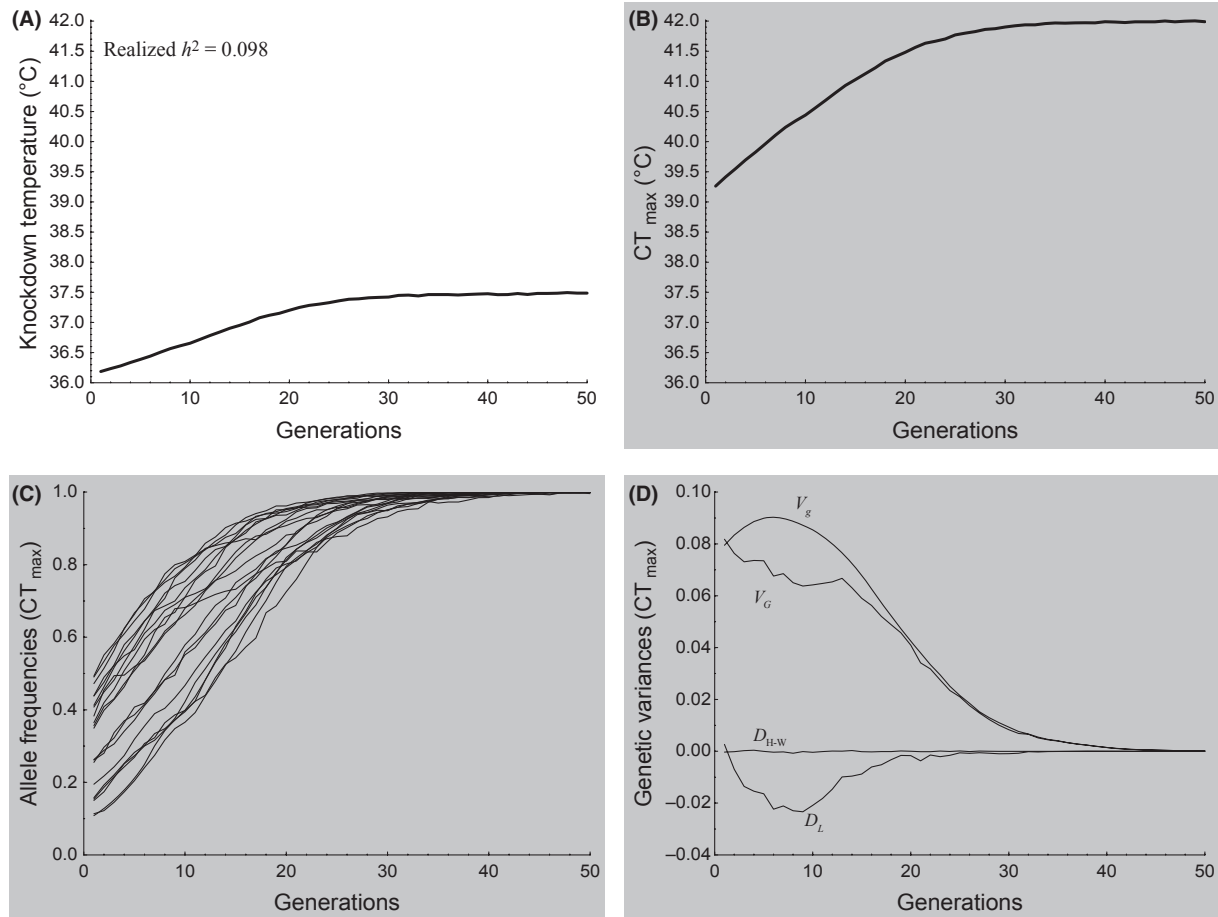 (A)
42.0
41.5
41.0
40.5
40.0
39.5
39.0
38.5
38.0
37.5
37.0
36.5
36.0
Knockdown temperature (°C)
Realized h² = 0.098
0 10 20 30 40 50
Generations
(B)
42.0
41.5
41.0
40.5
40.0
39.5
39.0
38.5
38.0
37.5
37.0
36.5
36.0
CT max (°C)
0 10 20 30 40 50
Generations
(C)
1.0
0.8
0.6
0.4
0.2
0.0
Allele frequencies (CT max)
0 10 20 30 40 50
Generations
(D)
0.10
0.08
0.06
0.04
0.02
0.00
–0.02
–0.04
Genetic variances (CT max)
Vg
VG
DH-W
DL
0 10 20 30 40 50
Generations